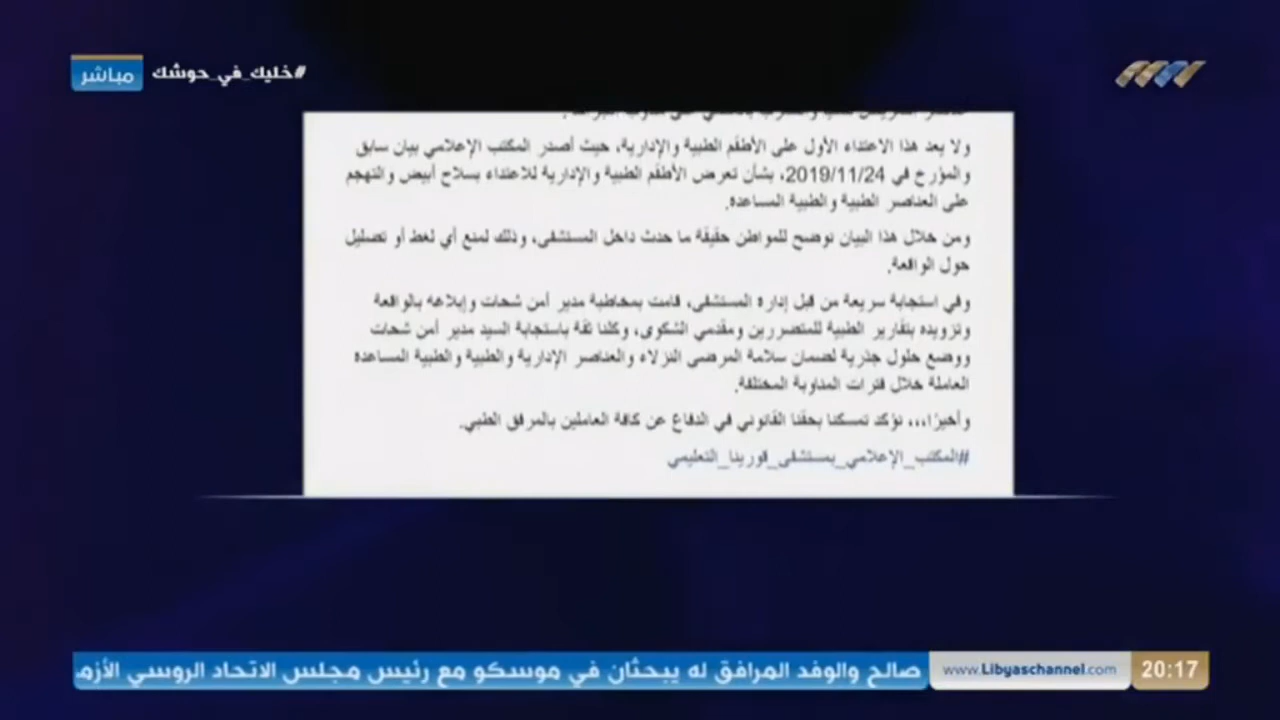 #خليك_في_حوشك
مباشر
ولا يعد هذا الاعتداء الأول على الأطقم الطبية والإدارية، حيث أصدر المكتب الإعلامي بيان سابق
والمؤرخ في 2019/11/24، بشأن تعرض الأطقم الطبية والإدارية للاعتداء بسلاح أبيض والتهجم
على العناصر الطبية والطبية المساعدة.
ومن خلال هذا البيان نوضح للمواطن حقيقة ما حدث داخل المستشفى، وذلك لمنع أي لغط أو تضليل
حول الواقعة.
وفي استجابة سريعة من قبل إدارة المستشفى، قامت بمخاطبة مدير أمن شحات وإبلاغه بالواقعة
وتزويده بتقارير الطبية للمتضررين ومقدمي الشكوى، وكلنا ثقة باستجابة السيد مدير أمن شحات
ووضع حلول جذرية لضمان سلامة المرضى النزلاء والعناصر الإدارية والطبية والطبية المساعدة
العاملة خلال فترات المناوبة المختلفة.
وأخيرًا،،، نؤكد تمسكنا بحقنا القانوني في الدفاع عن كافة العاملين بالمرفق الطبي.
#المكتب_الإعلامي_بمستشفى_قورينا_التعليمي
20:17
www.Libyaschannel.com
صالح والوفد المرافق له يبحثان في موسكو مع رئيس مجلس الاتحاد الروسي الأزم